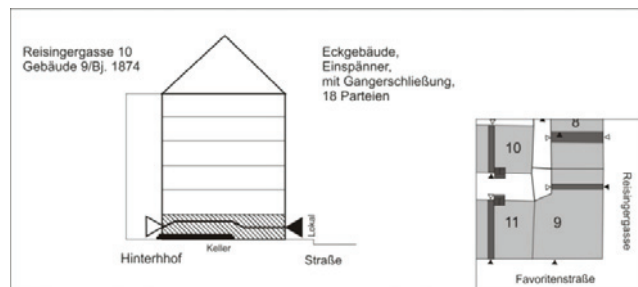 Reisingergasse 10
Gebäude 9/Bj. 1874
Eckgebäude,
Einspänner,
mit Gangerschließung,
18 Parteien
Lokal
Keller
Hinterhhof
Straße
8
10
11
9
Reisingergasse
Favoritenstraße